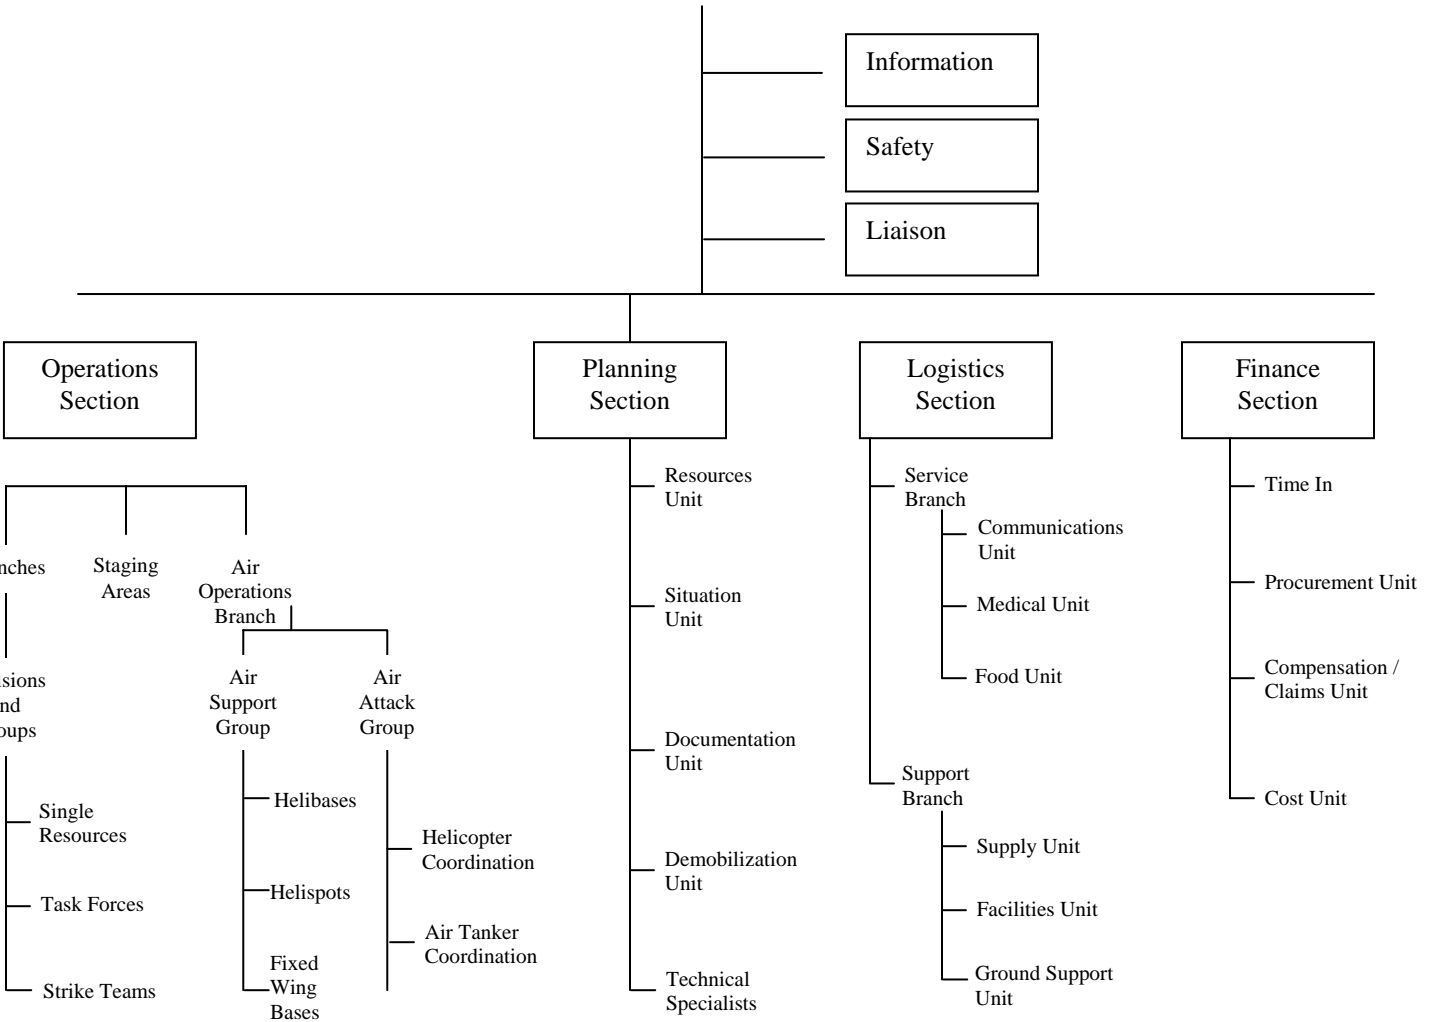 Information
Safety
Liaison
Operations
Section
Planning
Section
Logistics
Section
Finance
Section
Staging
Areas
Air
Operations
Branch
Air
Support
Group
Air
Attack
Group
Single
Resources
Task Forces
Strike Teams
Helibases
Helispots
Fixed
Wing
Bases
Helicopter
Coordination
Air Tanker
Coordination
Resources
Unit
Situation
Unit
Documentation
Unit
Demobilization
Unit
Technical
Specialists
Service
Branch
Communications
Unit
Medical Unit
Food Unit
Support
Branch
Supply Unit
Facilities Unit
Ground Support
Unit
Time In
Procurement Unit
Compensation /
Claims Unit
Cost Unit